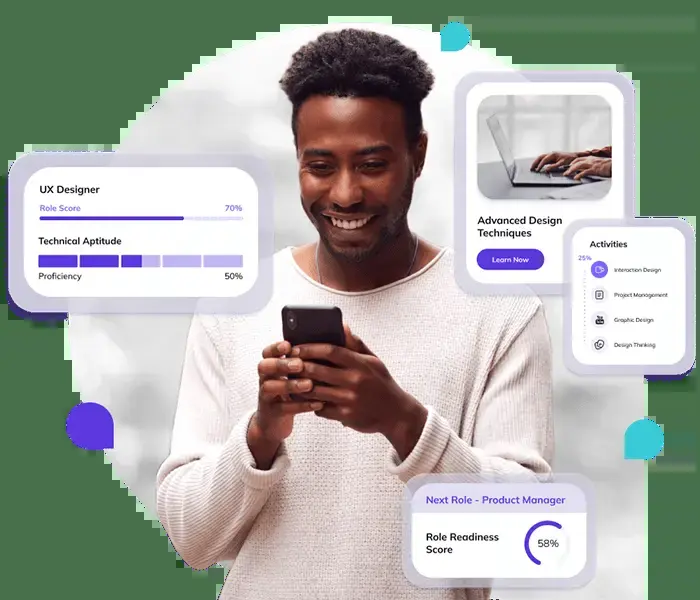 UX Designer
Role Score 70%
Technical Aptitude
Proficiency 50%
Advanced Design
Techniques
Learn Now
Activities
25%
Interaction Design
Project Management
Graphic Design
Design Thinking
Next Role - Product Manager
Role Readiness
Score
58%